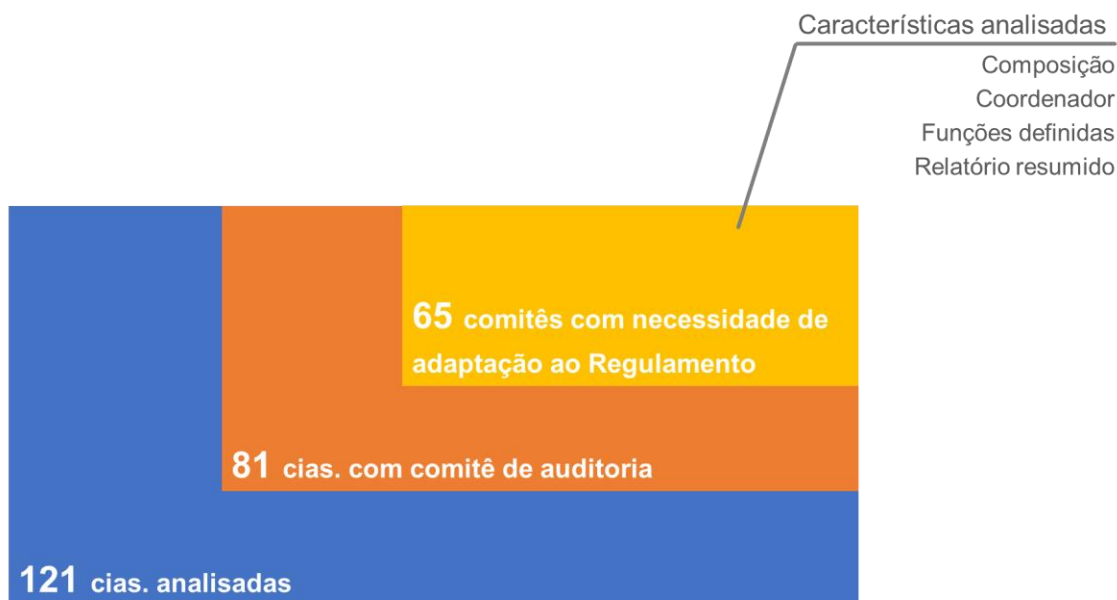 Características analisadas
Composição
Coordenador
Funções definidas
Relatório resumido
65 comitês com necessidade de
adaptação ao Regulamento
81 cias. com comitê de auditoria
121 cias. analisadas